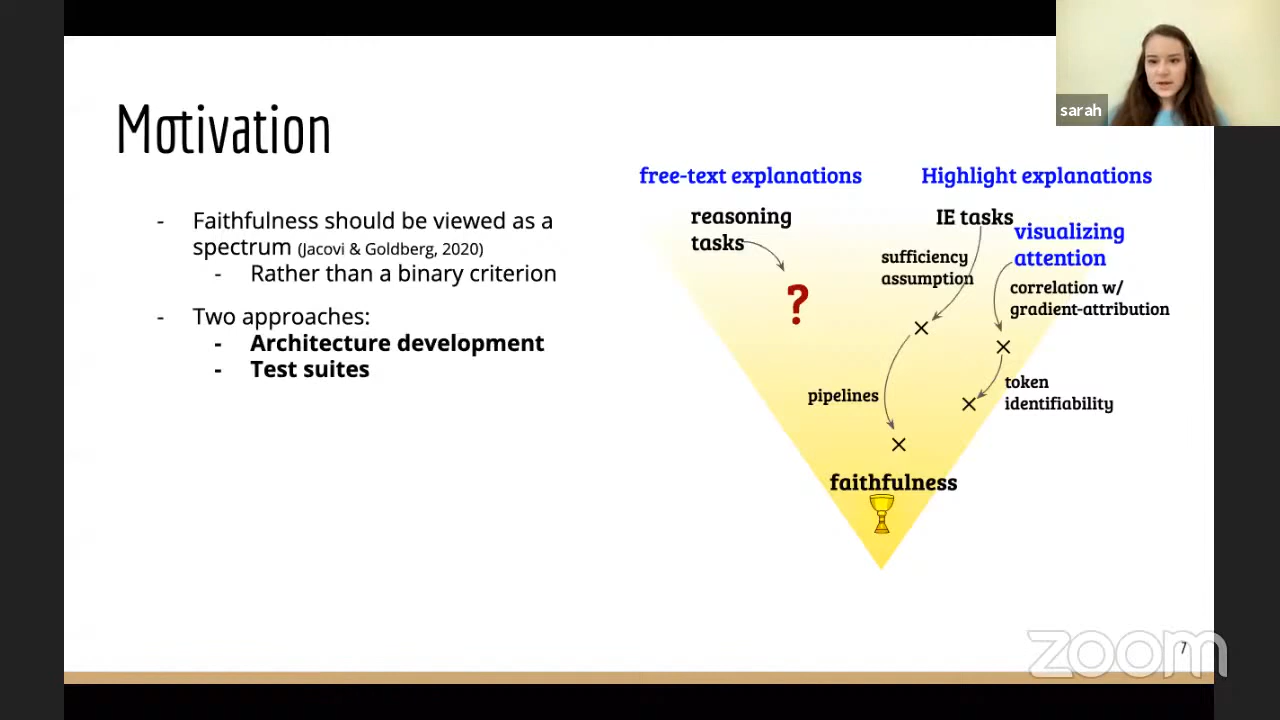 sarah
Motivation
- Faithfulness should be viewed as a
spectrum (Jacovi & Goldberg, 2020)
- Rather than a binary criterion
- Two approaches:
- Architecture development
- Test suites
free-text explanations
Highlight explanations
reasoning
tasks
?
IE tasks
visualizing
attention
sufficiency
assumption
correlation w/
gradient-attribution
pipelines
token
identifiability
faithfulness
7
zoom